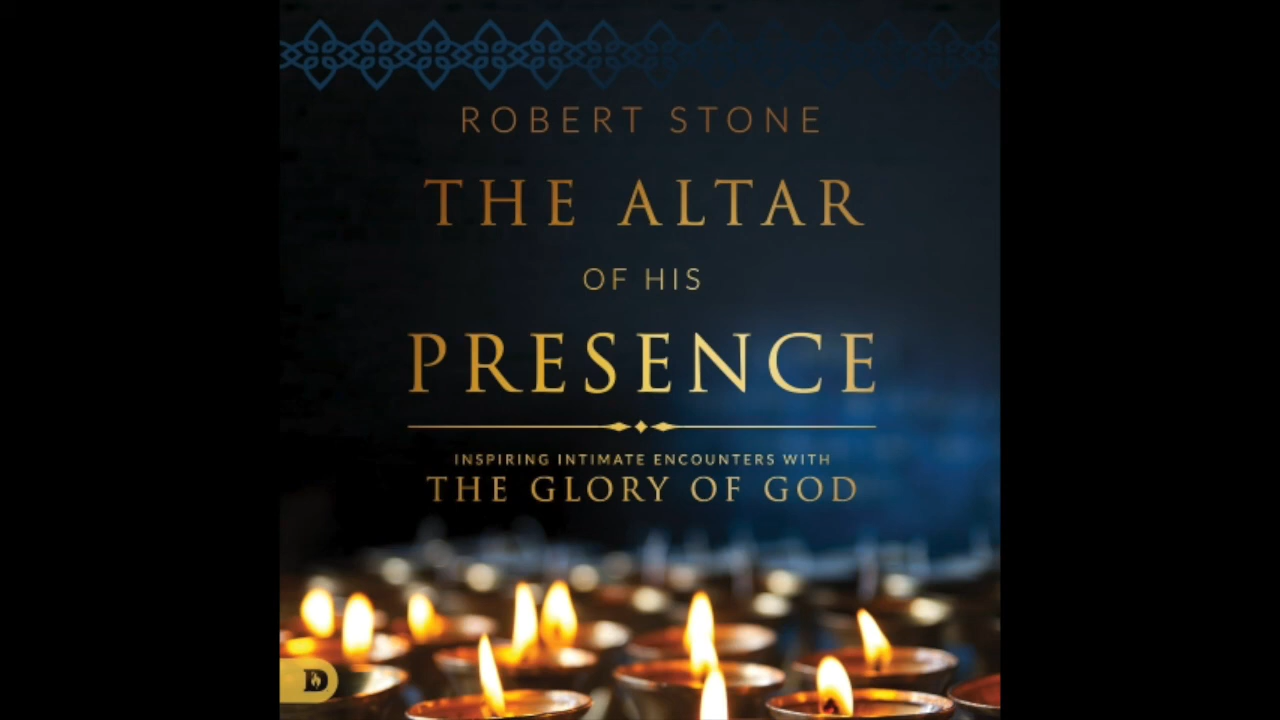 ROBERT STONE
THE ALTAR
OF HIS
PRESENCE
INSPIRING INTIMATE ENCOUNTERS WITH
THE GLORY OF GOD
D